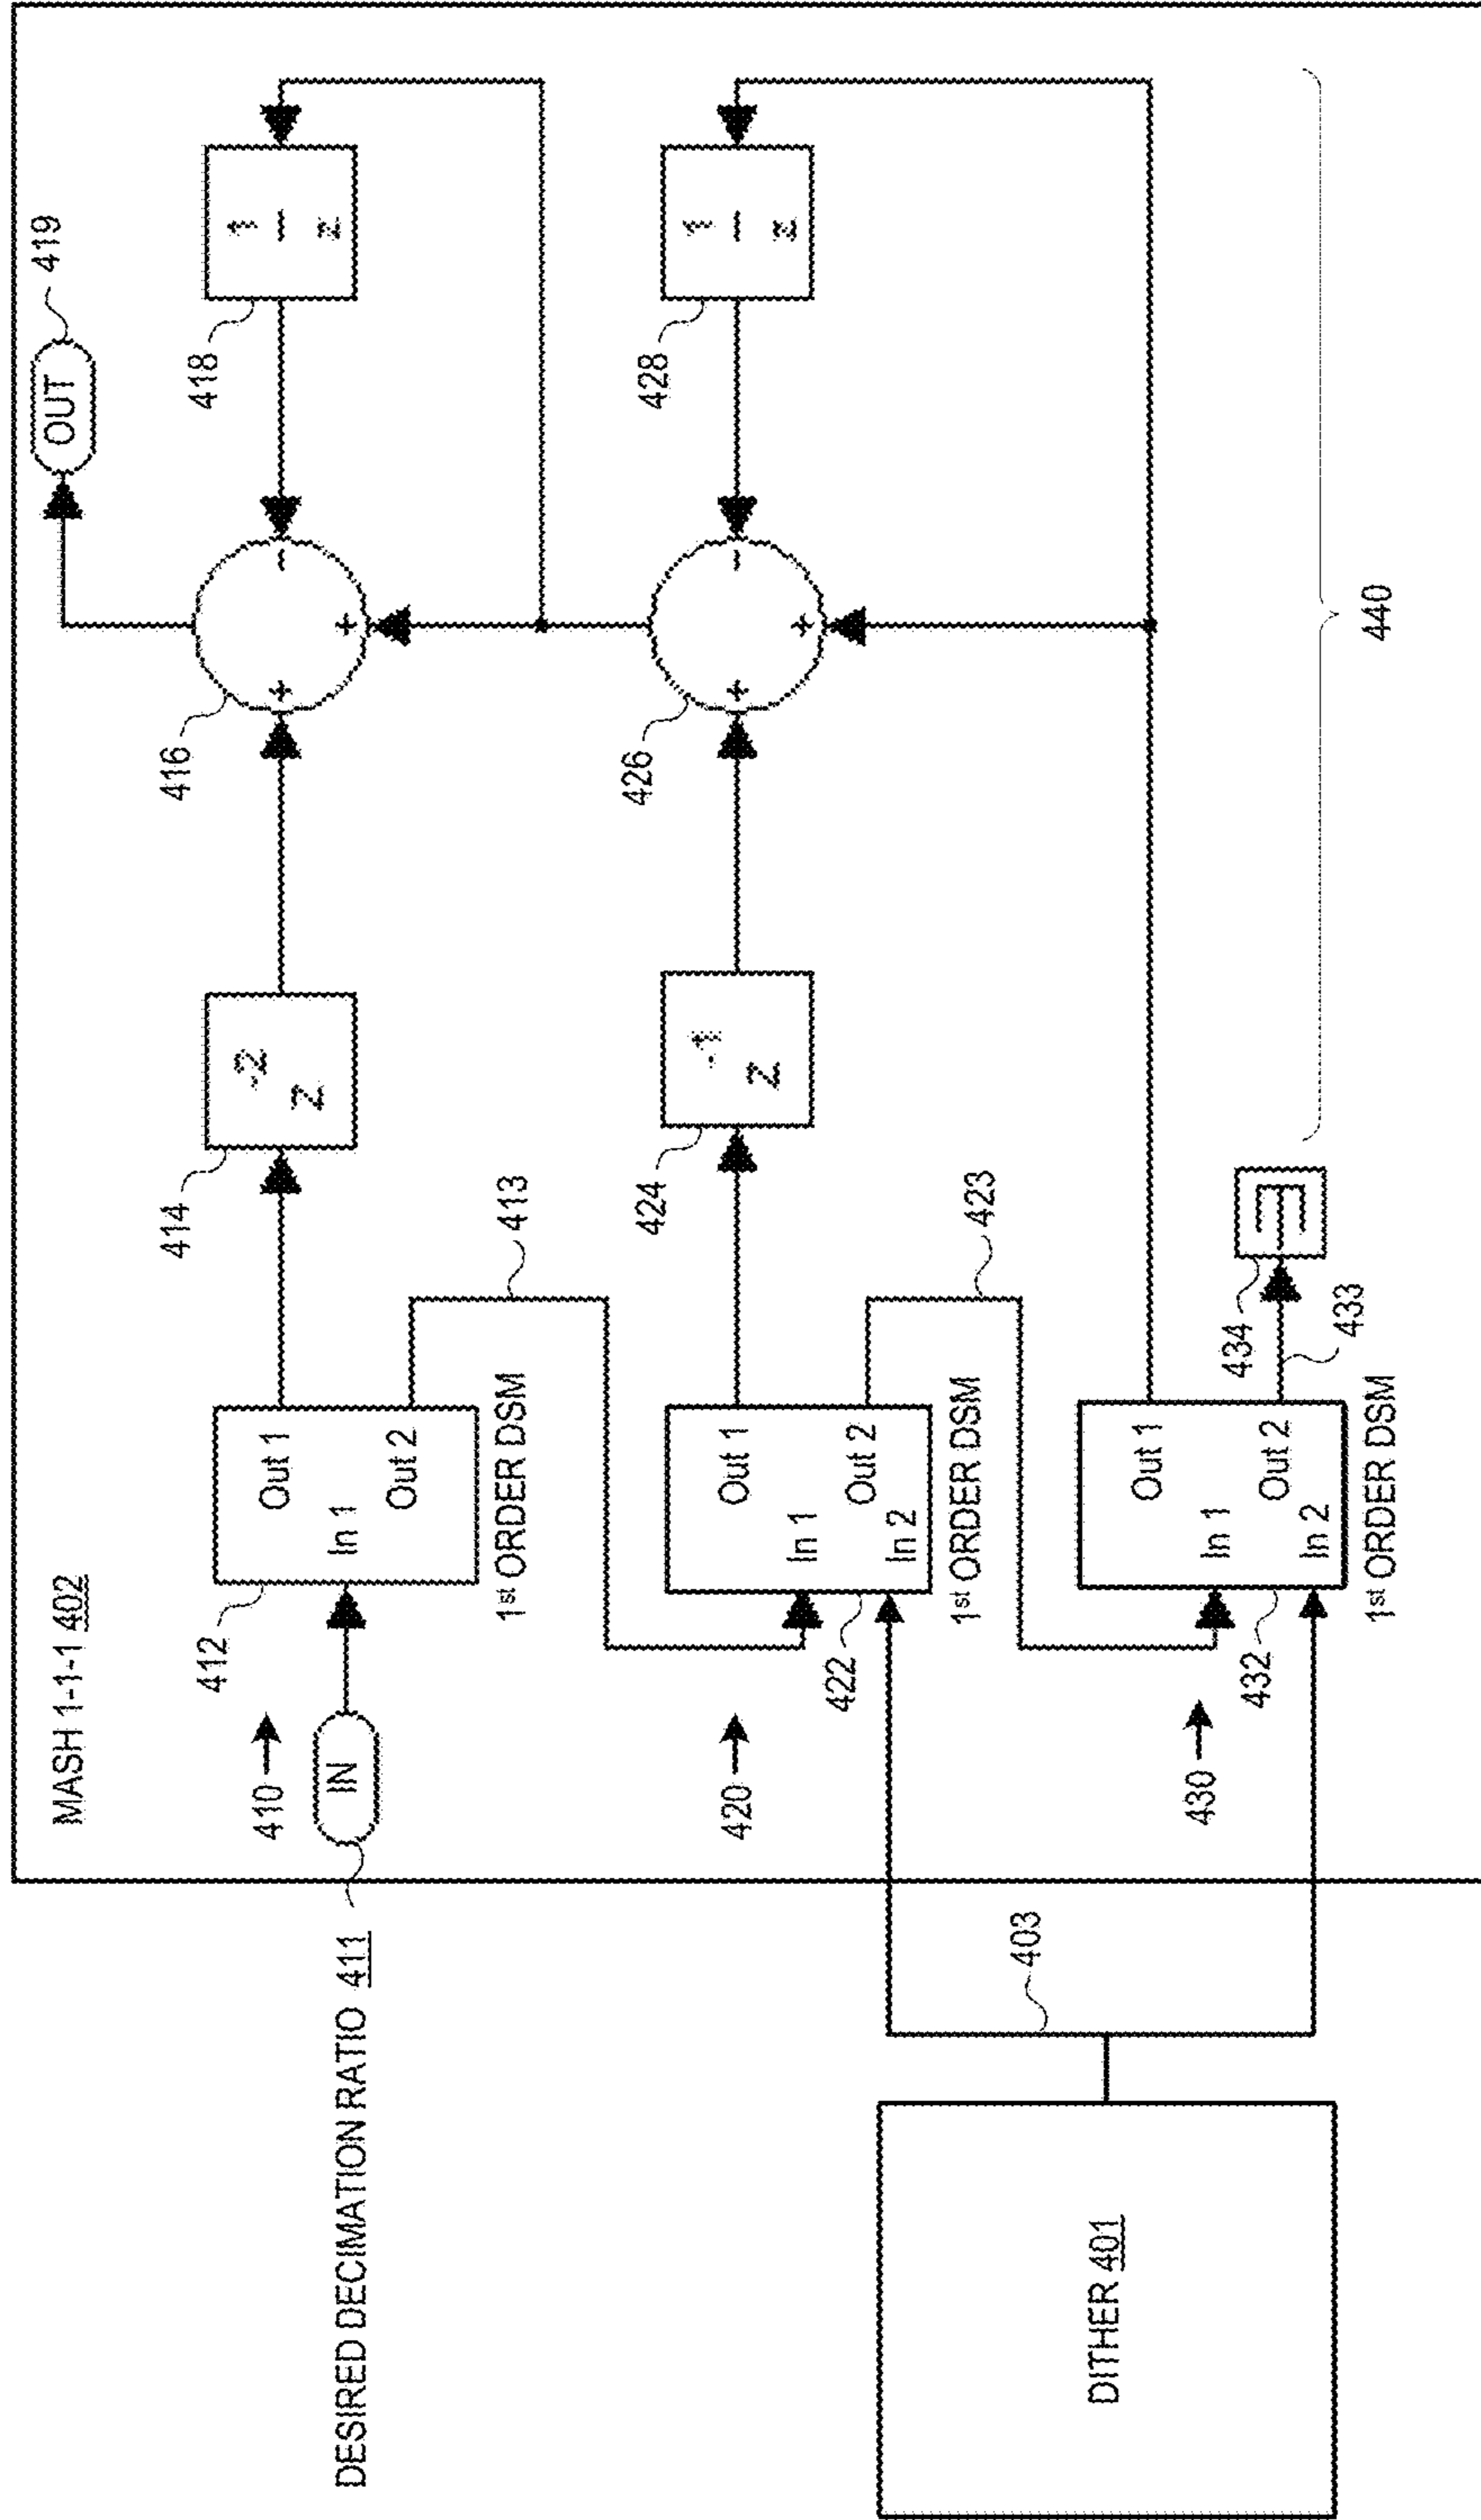 MASH 1-1-1 402
OUT
419
410
IN
412
In 1
Out 1
Out 2
1st ORDER DSM
414
Z-2
416
+
+
-
418
1
z
413
DESIRED DECIMATION RATIO 411
420
422
In 1
In 2
Out 1
Out 2
1st ORDER DSM
424
Z-1
426
+
+
-
428
1
z
423
403
430
432
In 1
In 2
Out 1
Out 2
1st ORDER DSM
434
433
440
DITHER 401